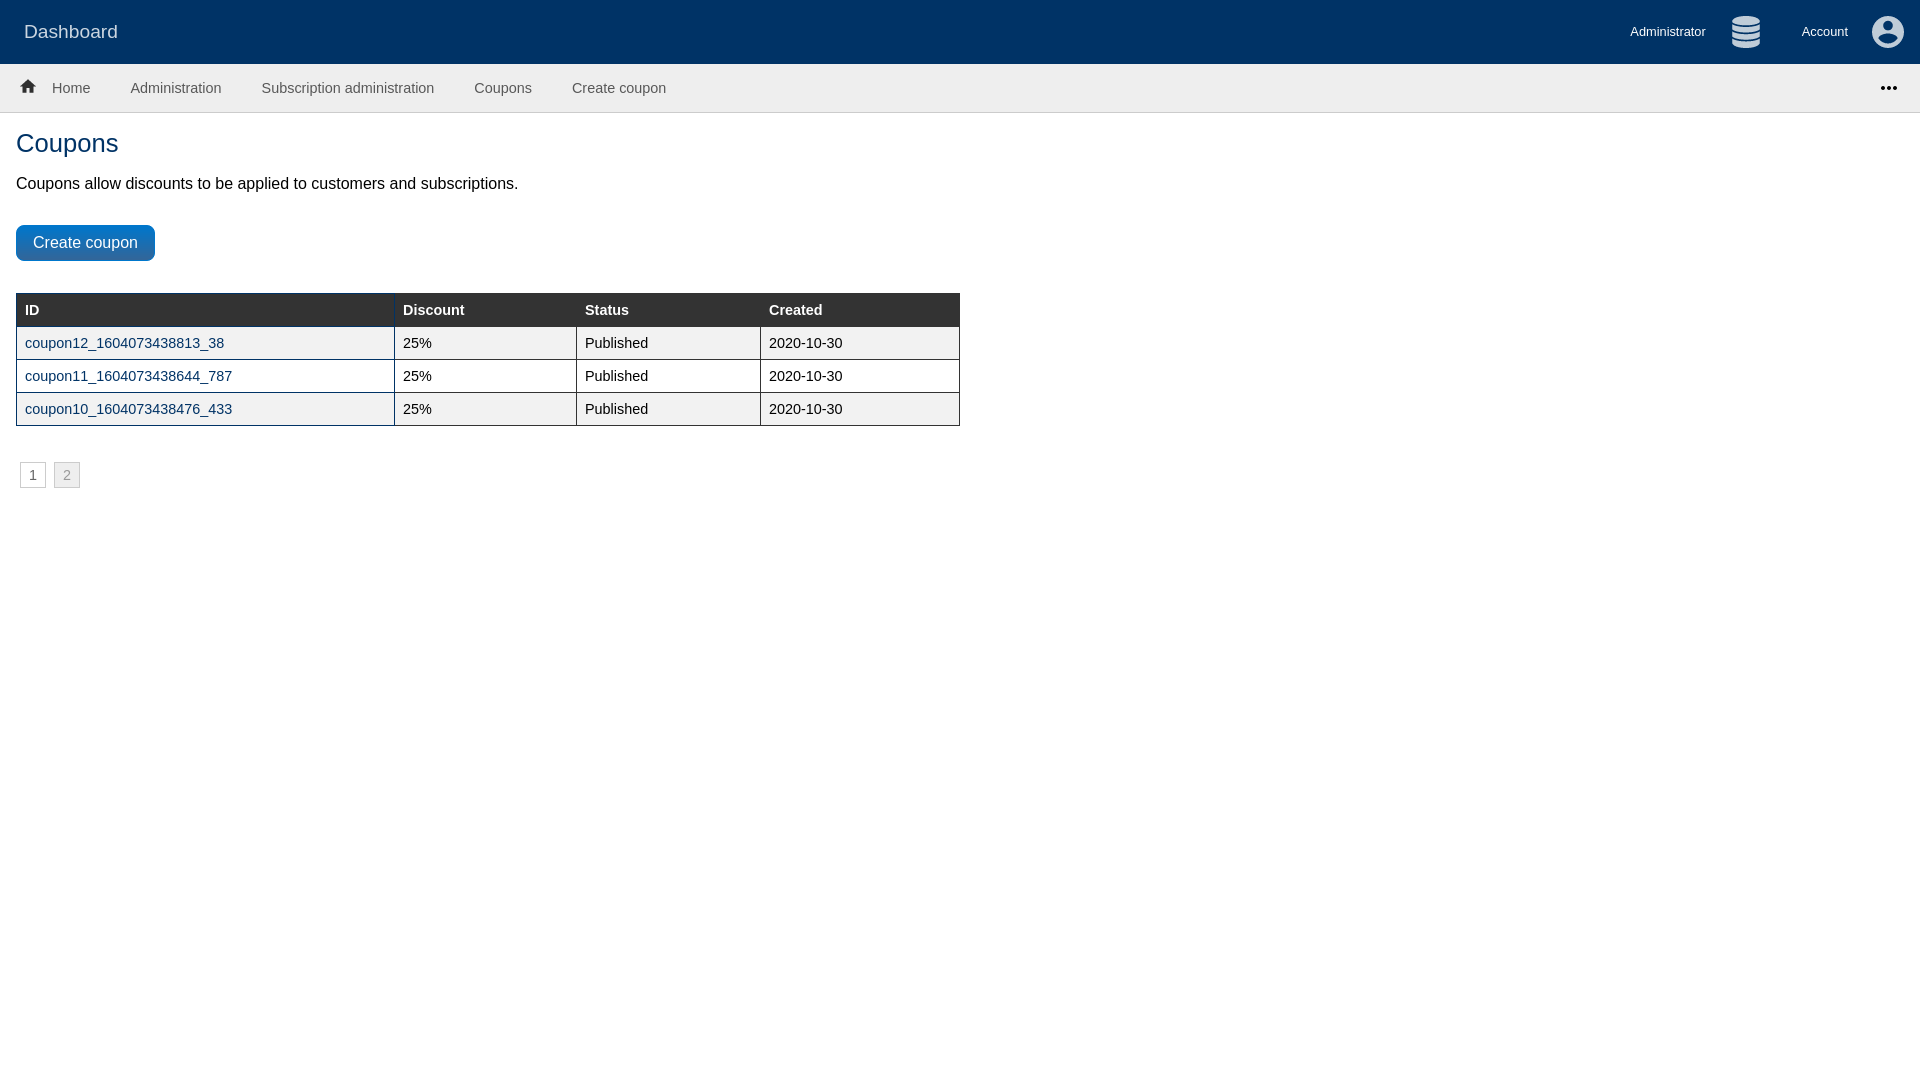 Dashboard
Administrator
Account
Home Administration Subscription administration Coupons Create coupon
Coupons
Coupons allow discounts to be applied to customers and subscriptions.
Create coupon
ID Discount Status Created
coupon12_1604073438813_38 25% Published 2020-10-30
coupon11_1604073438644_787 25% Published 2020-10-30
coupon10_1604073438476_433 25% Published 2020-10-30
1 2